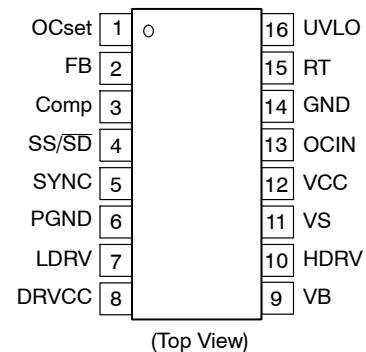 OCset 1 16 UVLO
FB 2 15 RT
Comp 3 14 GND
SS/SD 4 13 OCIN
SYNC 5 12 VCC
PGND 6 11 VS
LDRV 7 10 HDRV
DRVCC 8 9 VB
(Top View)